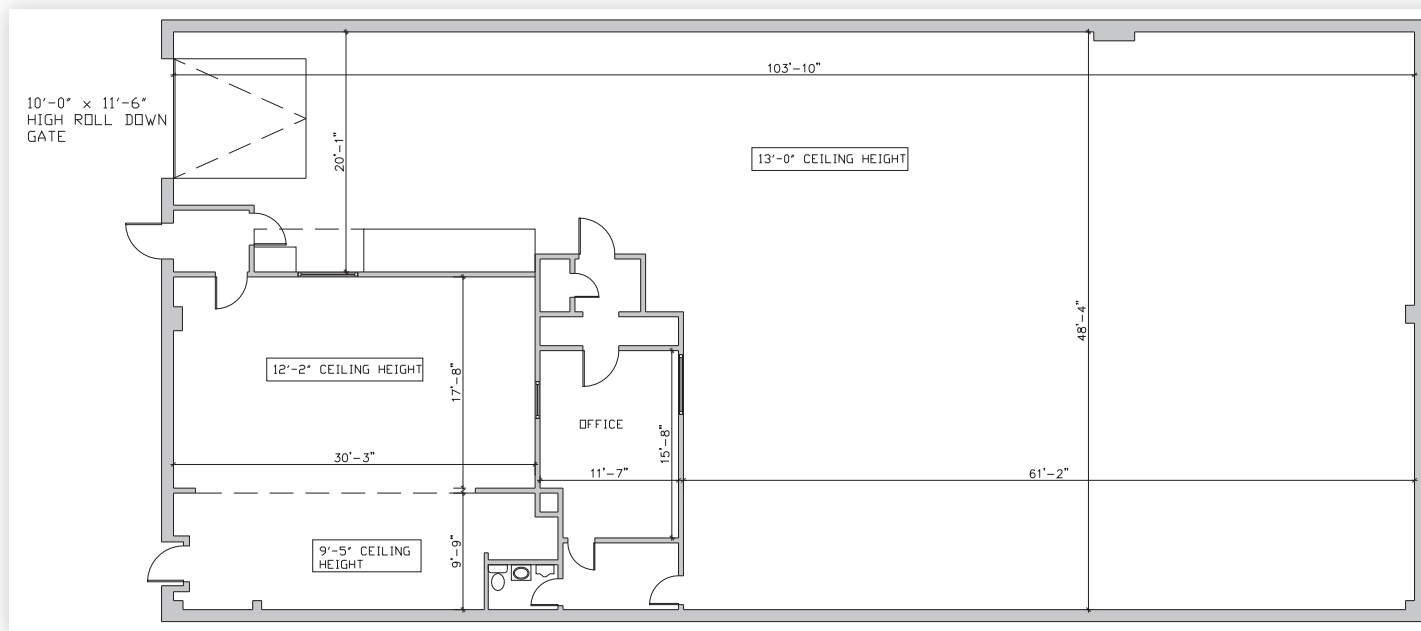 103'-10"
10'-0" x 11'-6"
HIGH ROLL DOWN
GATE
20'-1"
13'-0" CEILING HEIGHT
48'-4"
12'-2" CEILING HEIGHT
17'-8"
OFFICE
15'-8"
30'-3"
11'-7"
61'-2"
9'-5" CEILING
HEIGHT
9'-9"